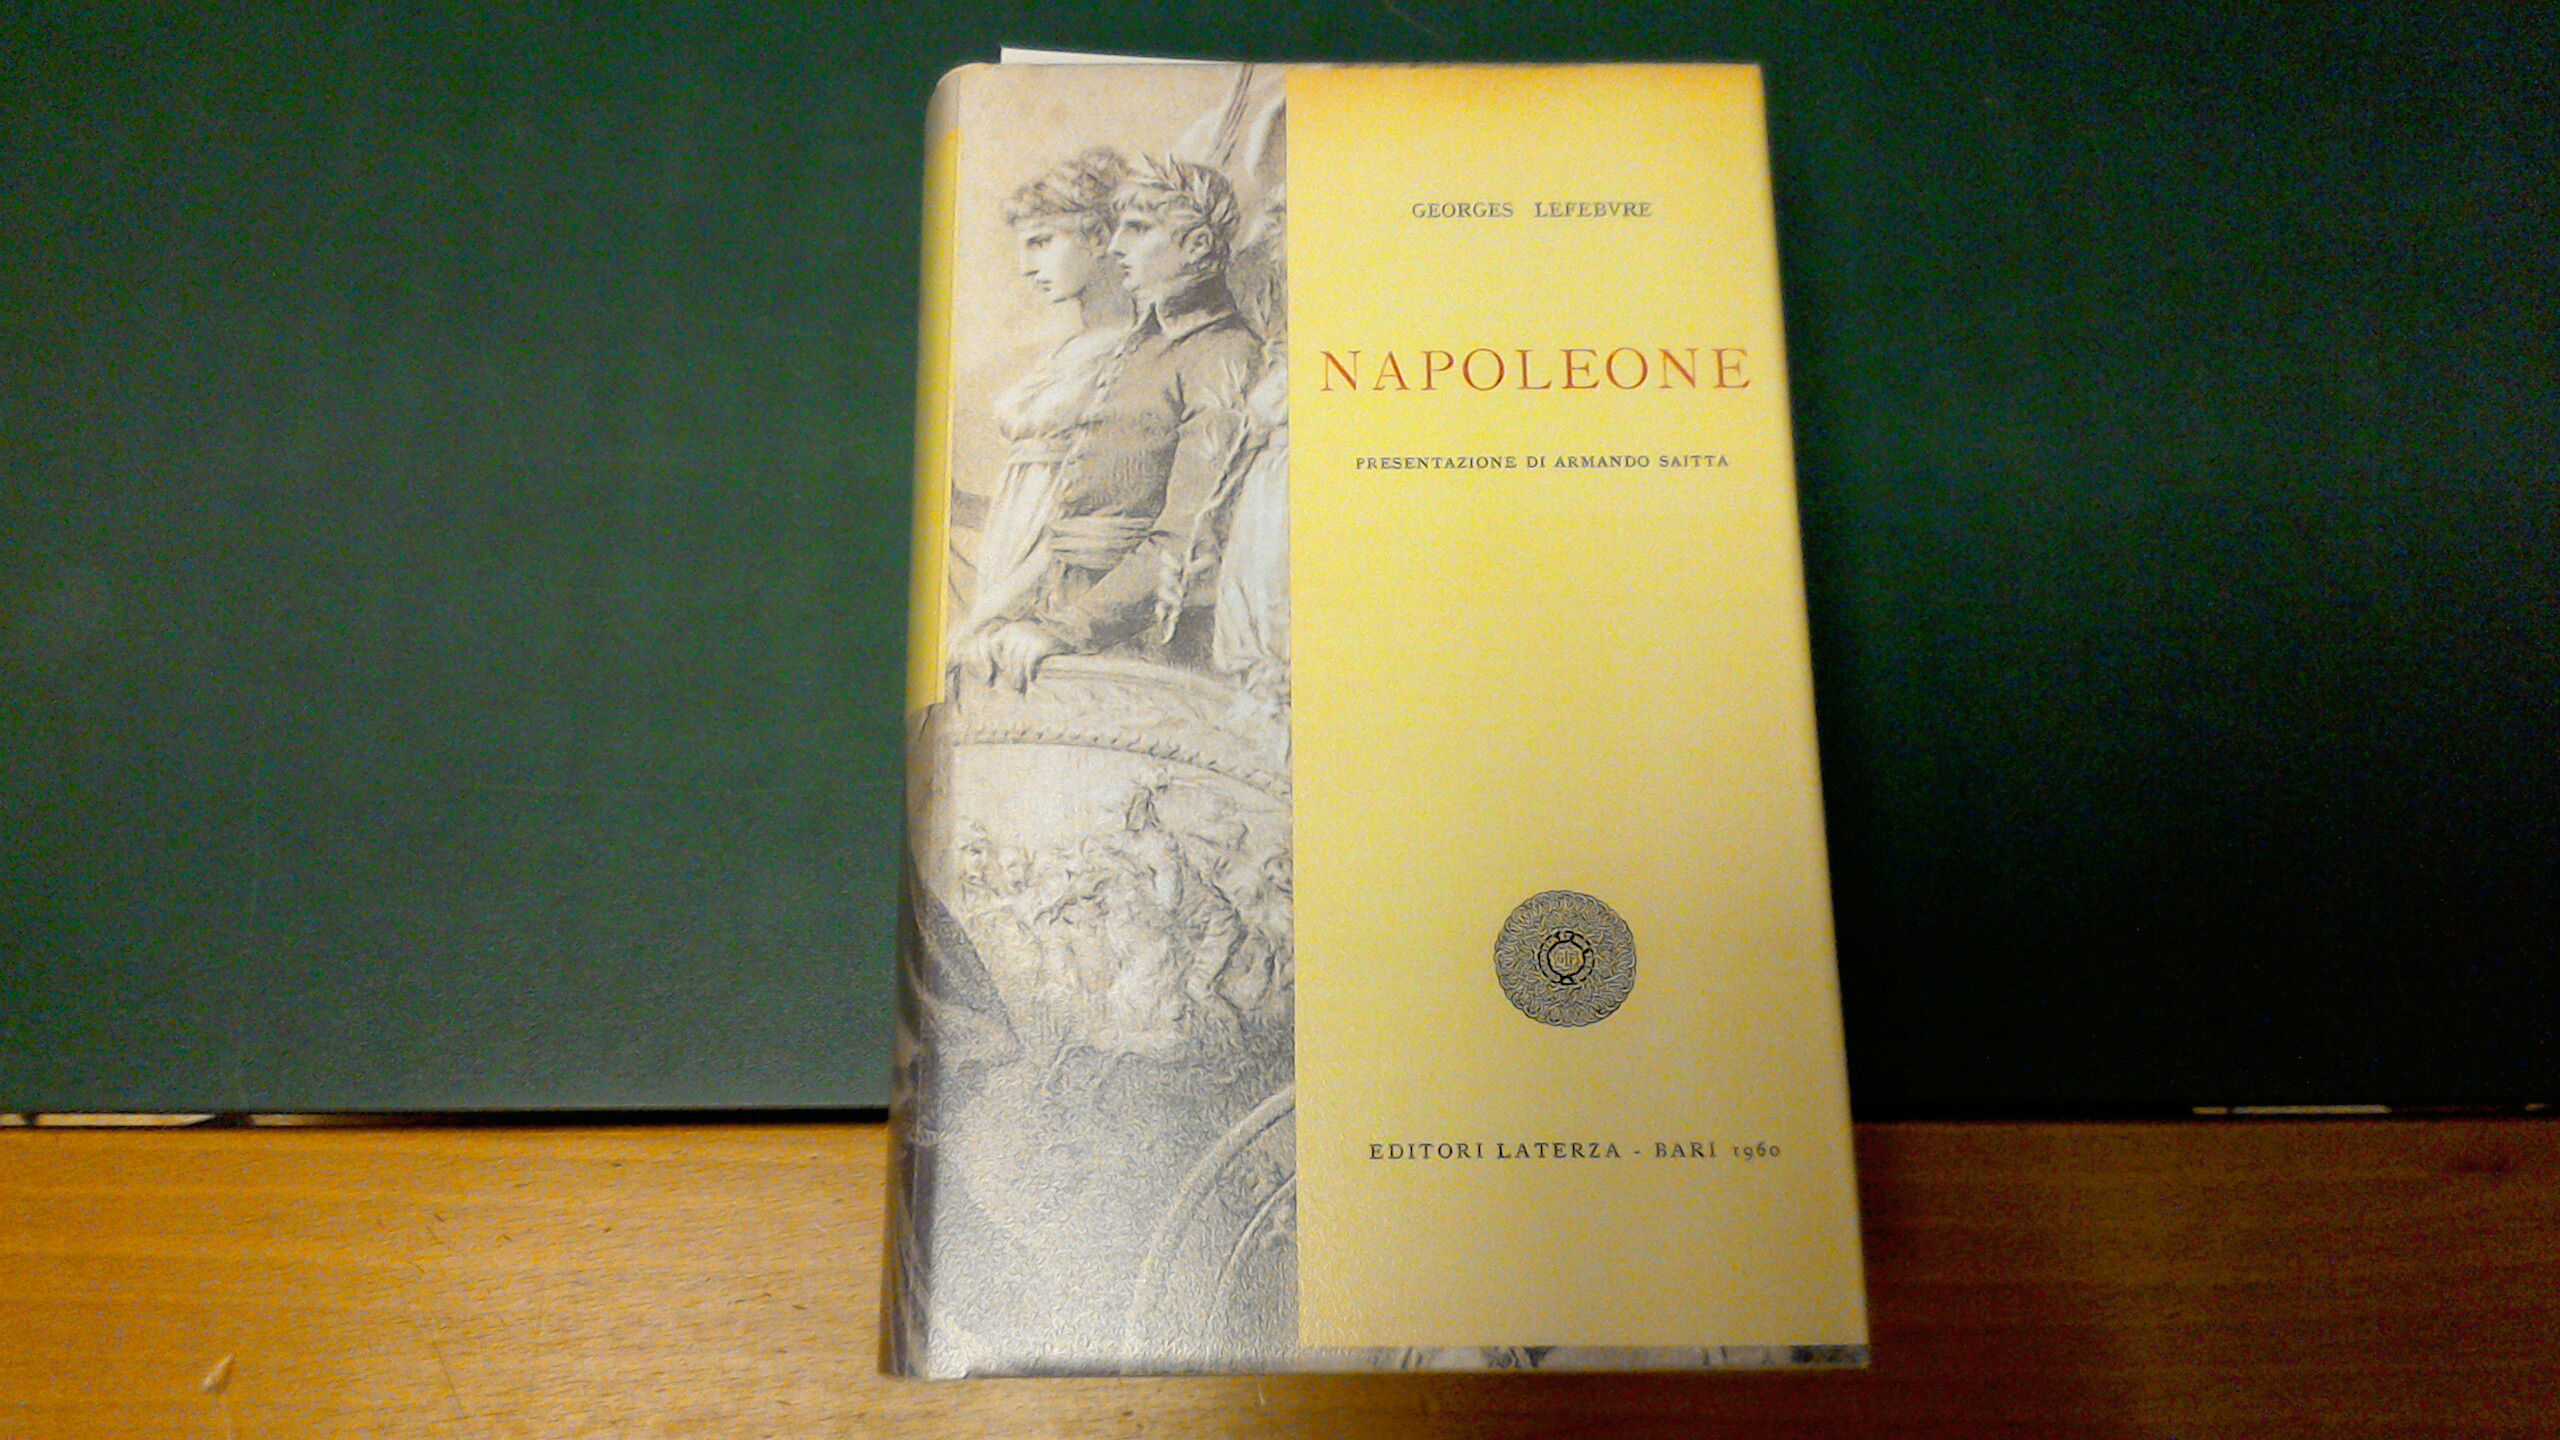 GEORGES LEFEBVRE
NAPOLEONE
PRESENTAZIONE DI ARMANDO SAITTA
EDITORI LATERZA - BARI 1960